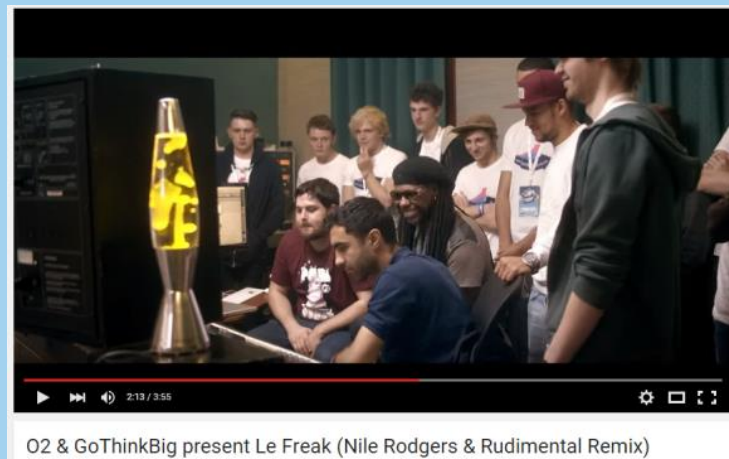 2:13 / 3:55
O2 & GoThinkBig present Le Freak (Nile Rodgers & Rudimental Remix)